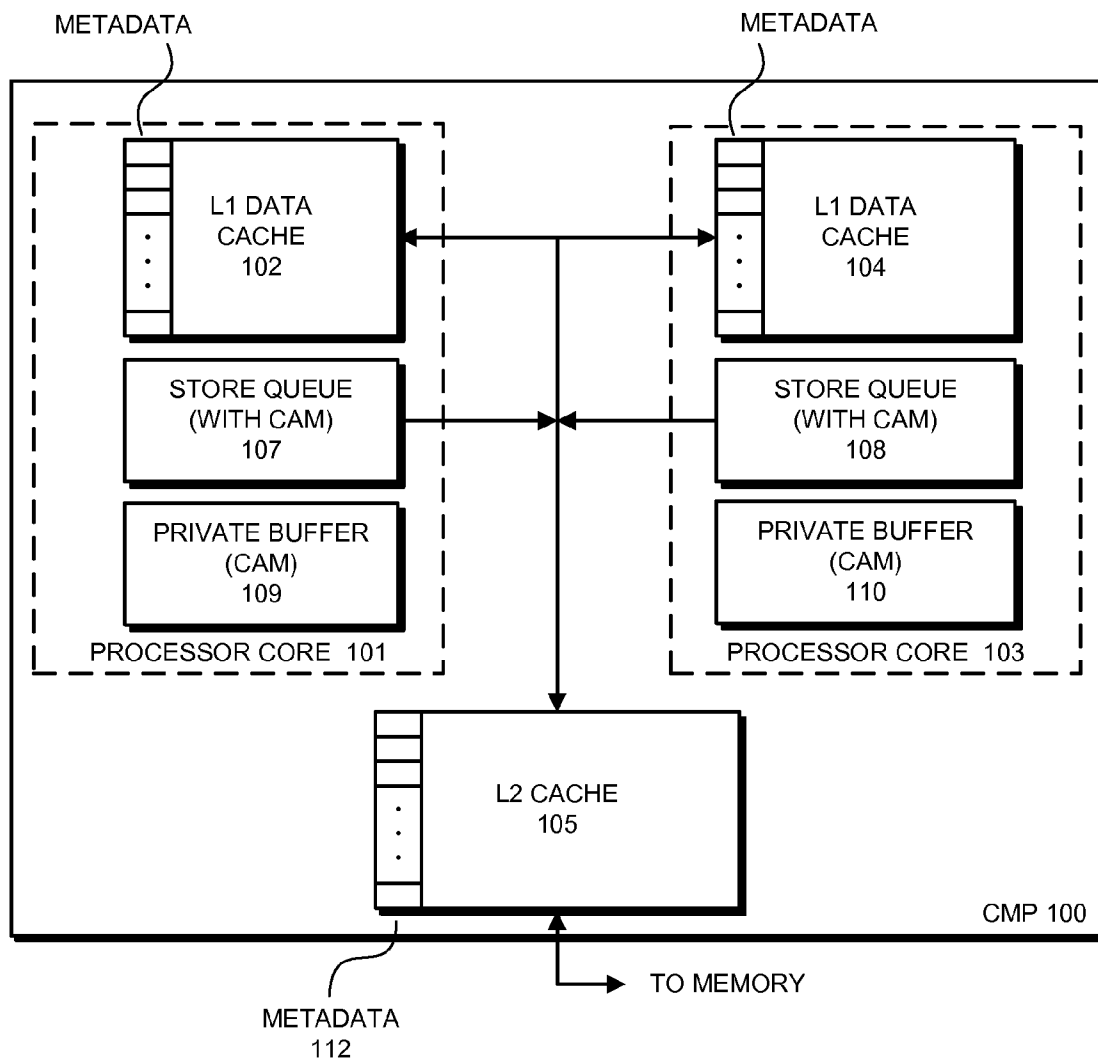 METADATA
METADATA
L1 DATA
CACHE
102
STORE QUEUE
(WITH CAM)
107
PRIVATE BUFFER
(CAM)
109
PROCESSOR CORE 101
L1 DATA
CACHE
104
STORE QUEUE
(WITH CAM)
108
PRIVATE BUFFER
(CAM)
110
PROCESSOR CORE 103
L2 CACHE
105
CMP 100
TO MEMORY
METADATA
112